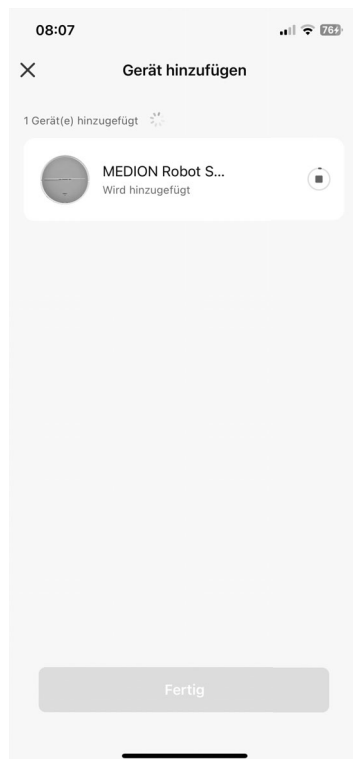 08:07
76
Gerät hinzufügen
1 Gerät(e) hinzugefügt
MEDION Robot S...
Wird hinzugefügt
Fertig